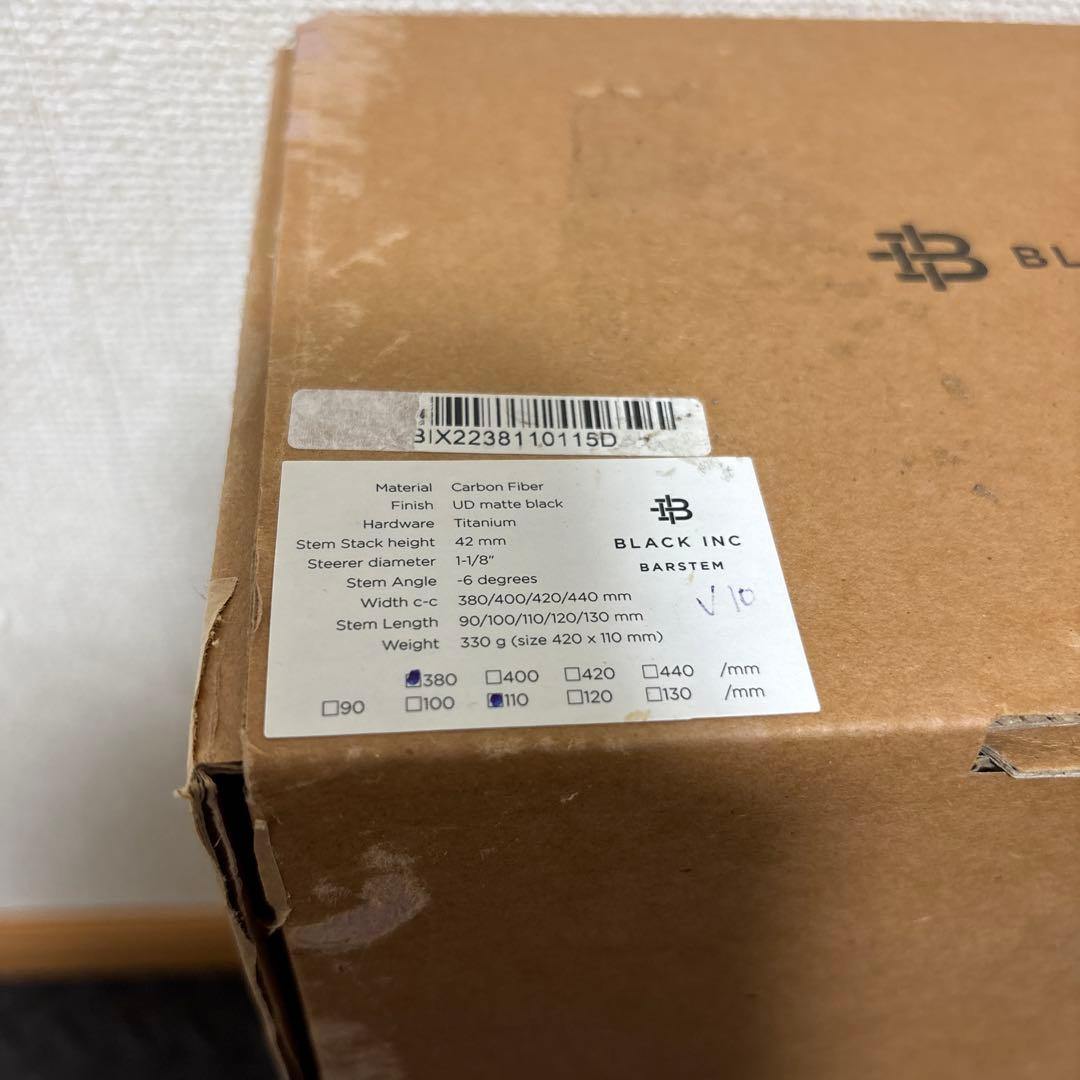 BL
BIX2238110115D
Material Carbon Fiber
Finish UD matte black
Hardware Titanium
Stem Stack height 42 mm
Steerer diameter 1-1/8"
Stem Angle -6 degrees
Width c-c 380/400/420/440 mm
Stem Length 90/100/110/120/130 mm
Weight 330 g (size 420 x 110 mm)
BLACK INC
BARSTEM
V10
380 400 420 440 /mm
90 100 110 120 130 /mm